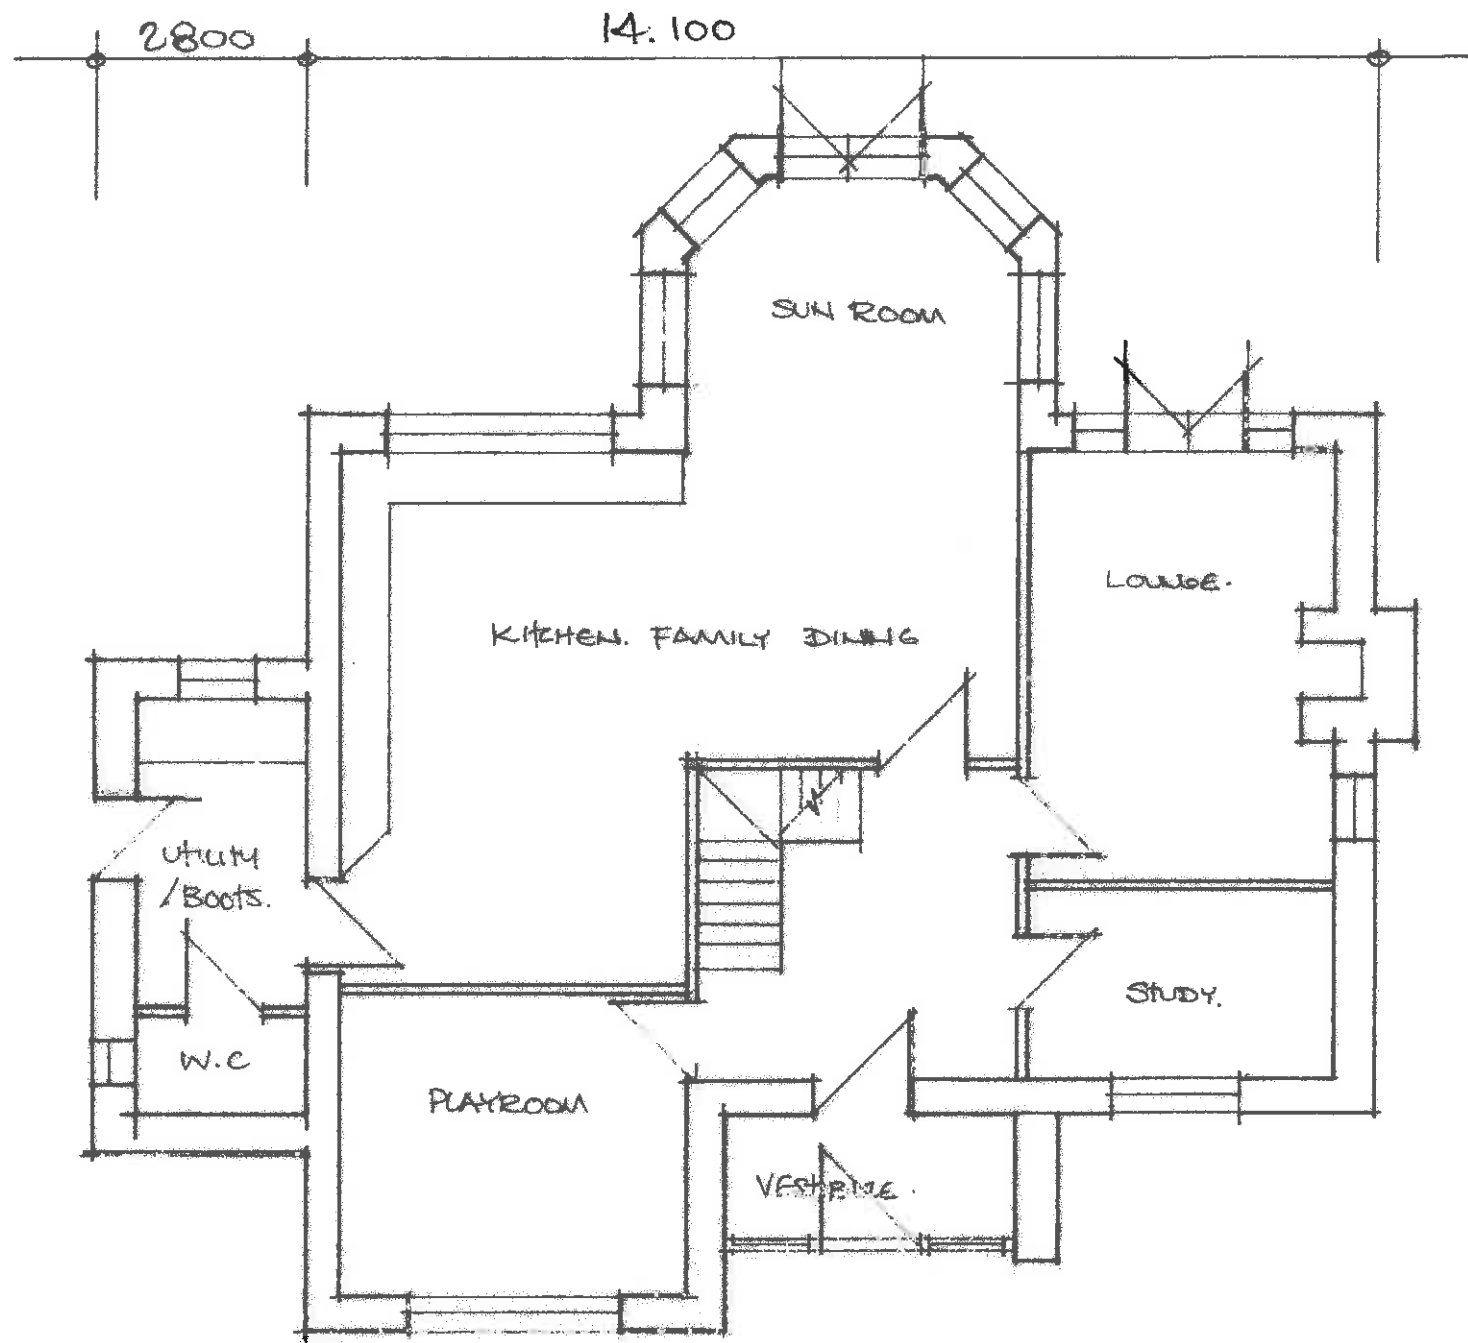 2800 14.100
SUN ROOM
LOUNGE.
KITCHEN. FAMILY DINING
UTILITY
/BOOTS.
STUDY.
W.C
PLAYROOM
VESTIBULE.